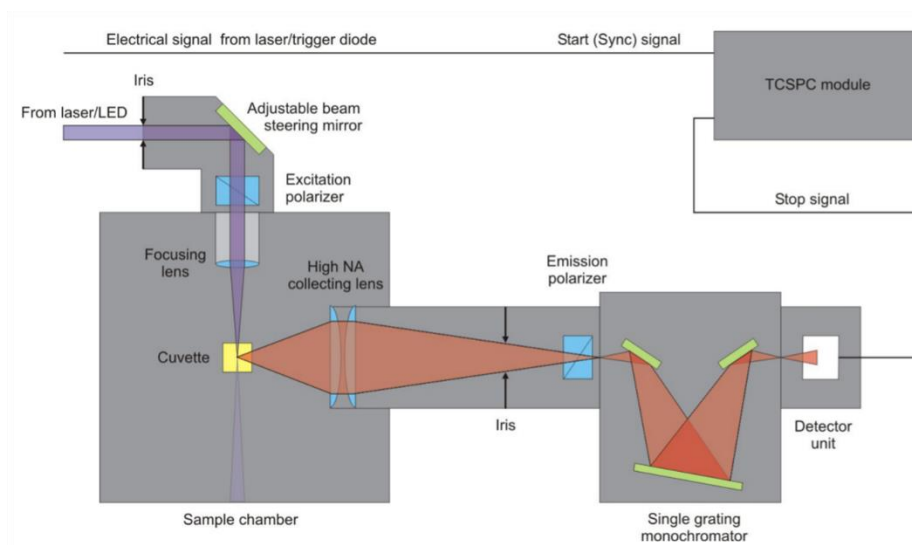 Electrical signal from laser/trigger diode
Start (Sync) signal
TCSPC module
Iris
From laser/LED
Adjustable beam
steering mirror
Excitation
polarizer
Stop signal
Focusing
lens
High NA
collecting lens
Emission
polarizer
Cuvette
Iris
Detector
unit
Sample chamber
Single grating
monochromator